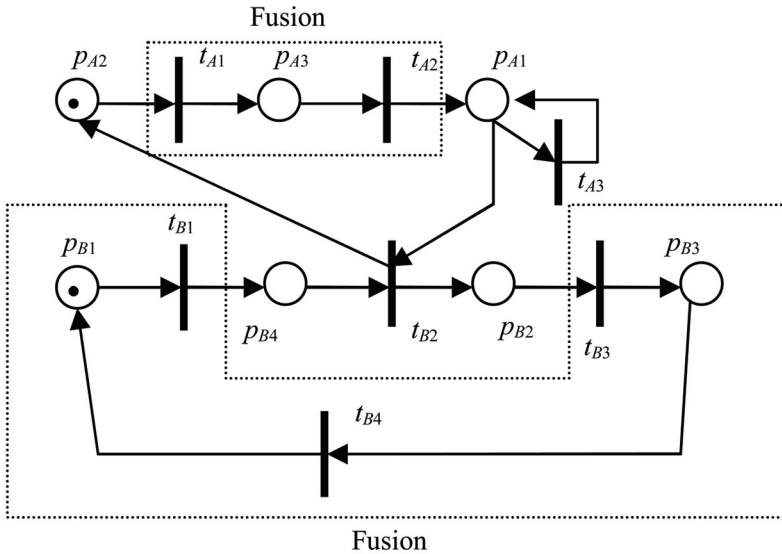 Fusion
pA2 tA1 pA3 tA2 pA1
tA3
pB1 tB1 pB3
pB4 tB2 pB2 tB3
tB4
Fusion